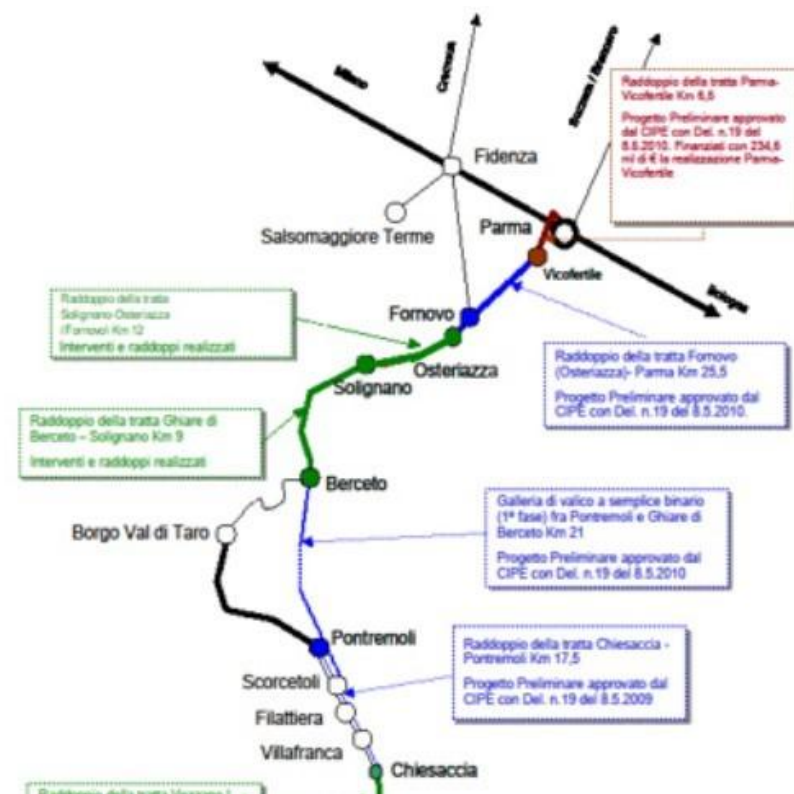 Milano
Cremona
Suzzara / Brennero
Raddoppio della tratta Parma-
Vicofertile Km 6,6
Progetto Preliminare approvato
dal CIPE con Del. n.19 del
8.5.2010. Finanziati con 234,6
ml di € la realizzazione Parma-
Vicofertile
Fidenza
Salsomaggiore Terme
Parma
Vicofertile
Bologna
Fornovo
Raddoppio della tratta
Solignano-Osteriazza
/Fornovo) Km 12
Interventi e raddoppi realizzati
Osteriazza
Solignano
Raddoppio della tratta Fornovo
(Osteriazza)- Parma Km 25,5
Progetto Preliminare approvato dal
CIPE con Del. n.19 del 8.5.2010.
Raddoppio della tratta Ghiare di
Berceto – Solignano Km 9
Interventi e raddoppi realizzati
Berceto
Borgo Val di Taro
Galleria di valico a semplice binario
(1ª fase) fra Pontremoli e Ghiare di
Berceto Km 21
Progetto Preliminare approvato dal
CIPE con Del. n.19 del 8.5.2010
Pontremoli
Scorcetoli
Filattiera
Villafranca
Chiesaccia
Raddoppio della tratta Chiesaccia -
Pontremoli Km 17,5
Progetto Preliminare approvato dal
CIPE con Del. n.19 del 8.5.2009
Raddoppio della tratta Vezzano L